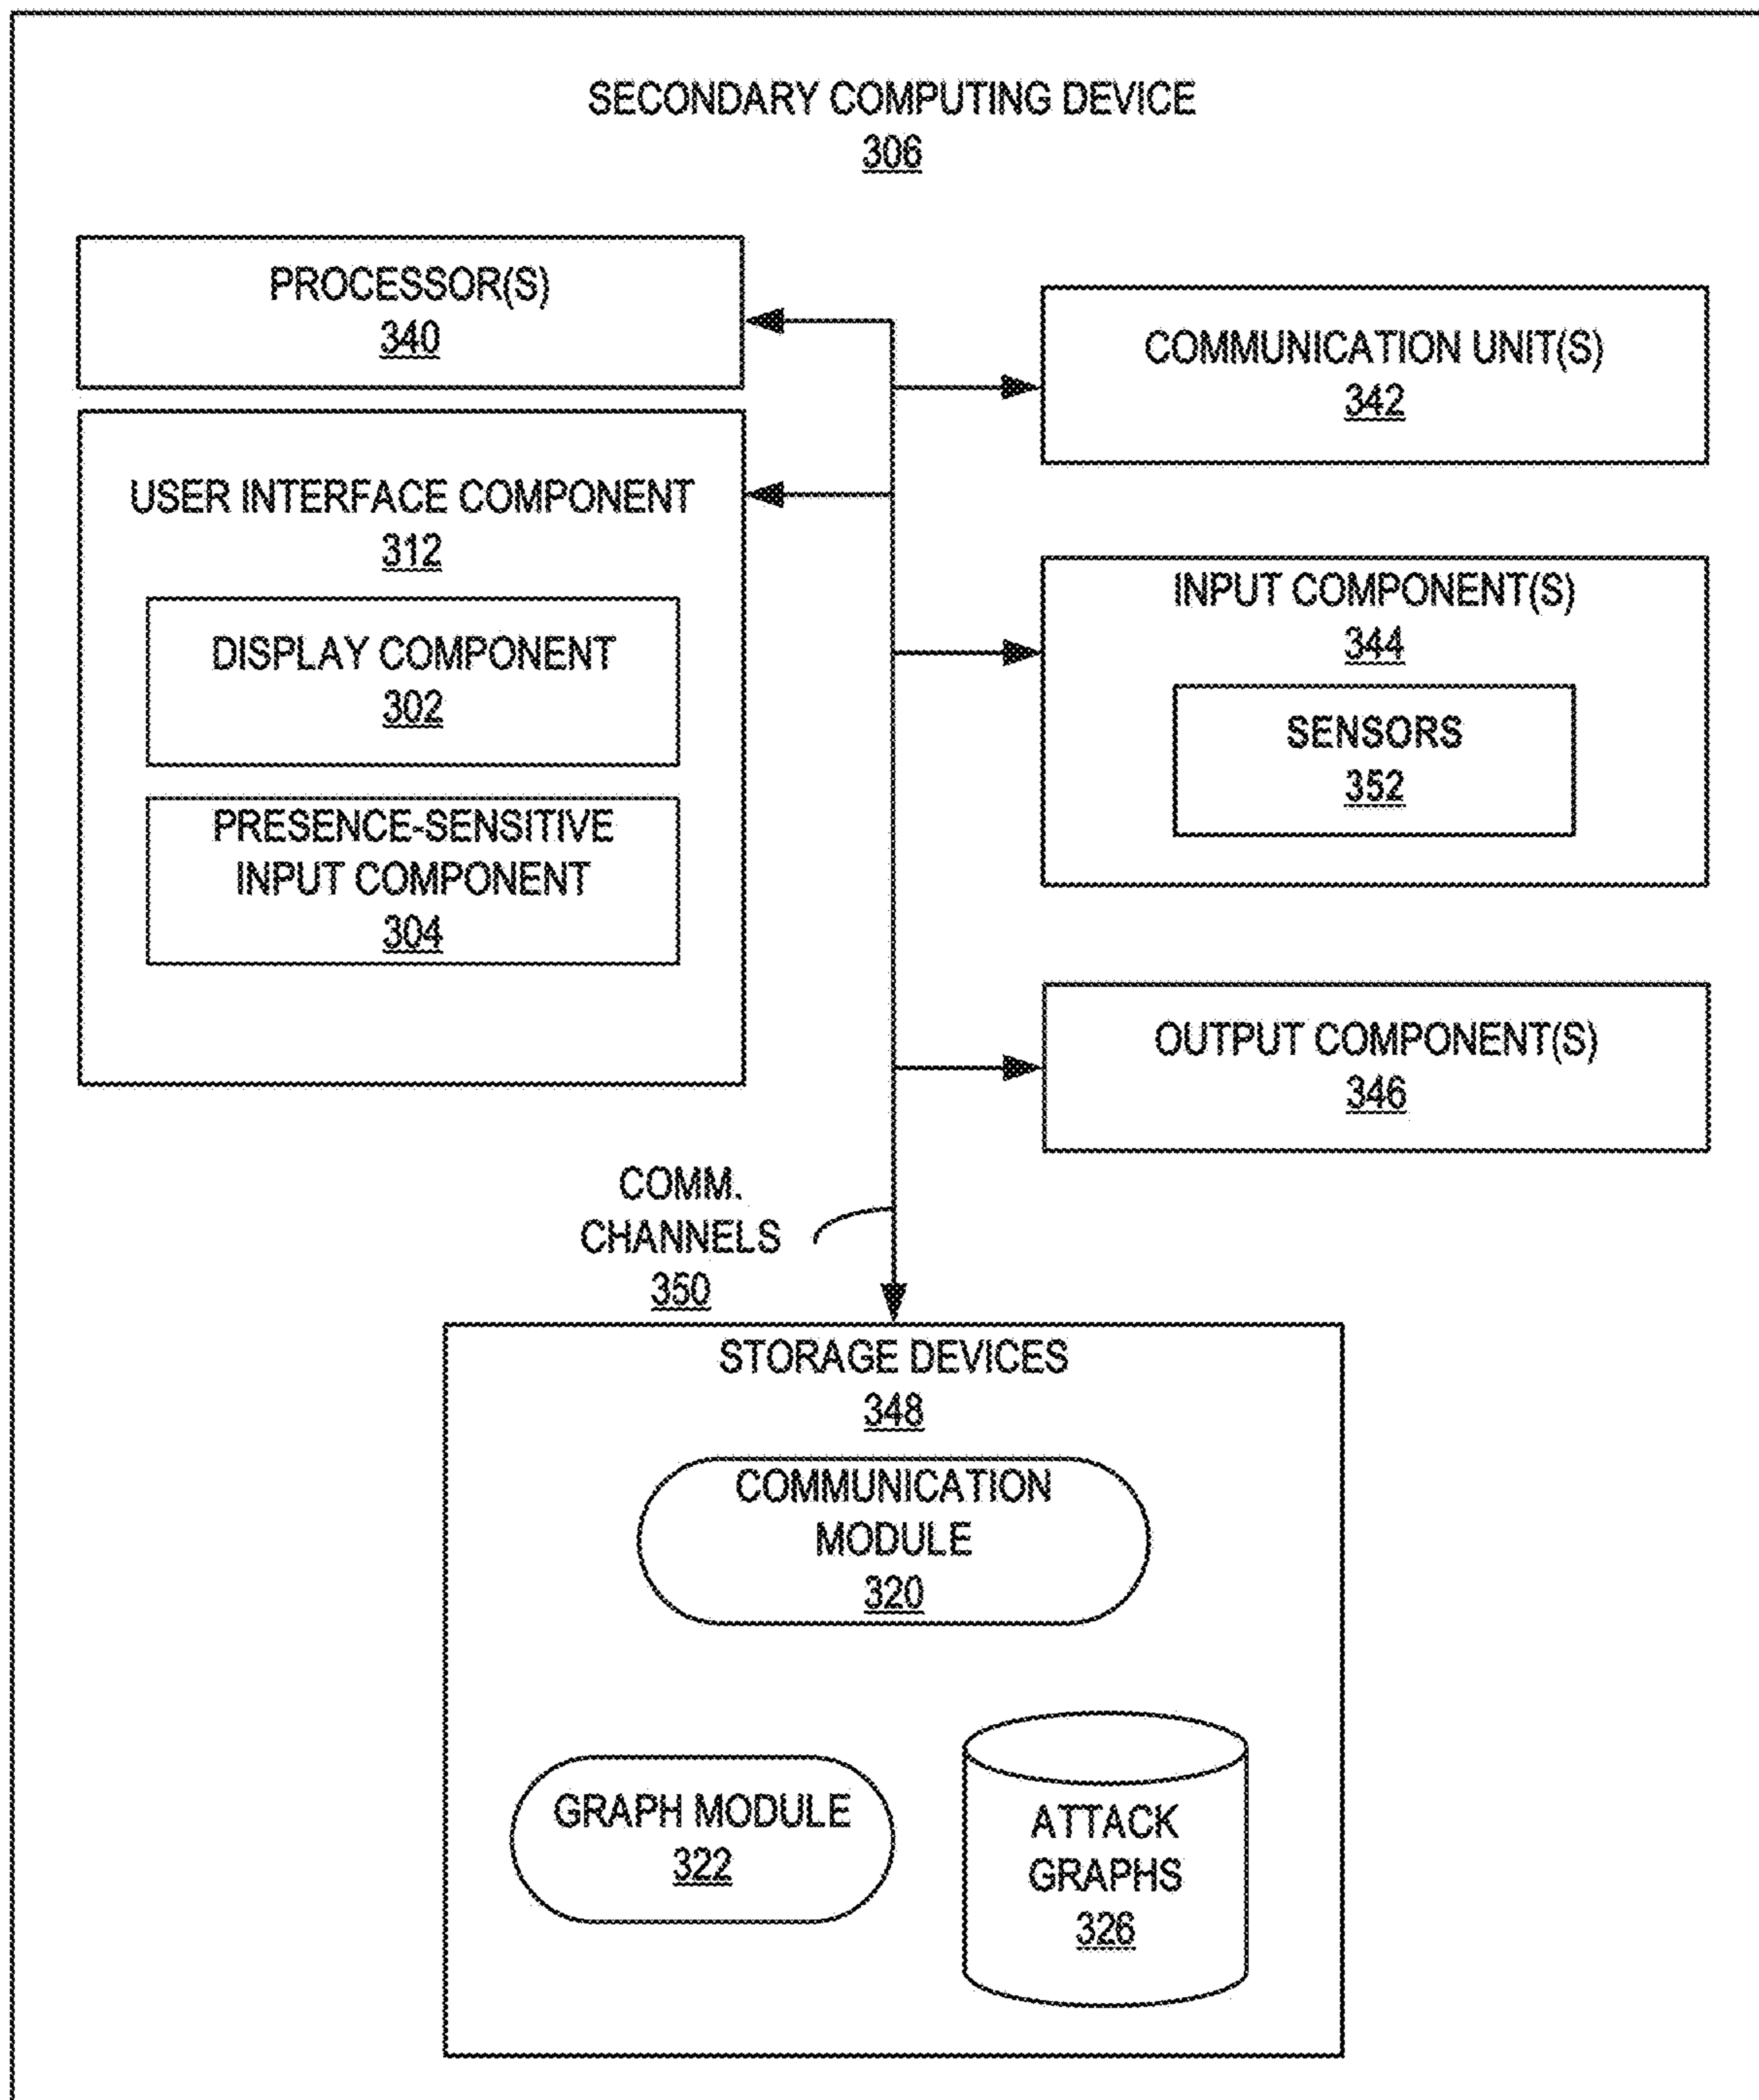 SECONDARY COMPUTING DEVICE
306
PROCESSOR(S)
340
COMMUNICATION UNIT(S)
342
USER INTERFACE COMPONENT
312
DISPLAY COMPONENT
302
PRESENCE-SENSITIVE
INPUT COMPONENT
304
INPUT COMPONENT(S)
344
SENSORS
352
OUTPUT COMPONENT(S)
346
COMM.
CHANNELS
350
STORAGE DEVICES
348
COMMUNICATION
MODULE
320
GRAPH MODULE
322
ATTACK
GRAPHS
326